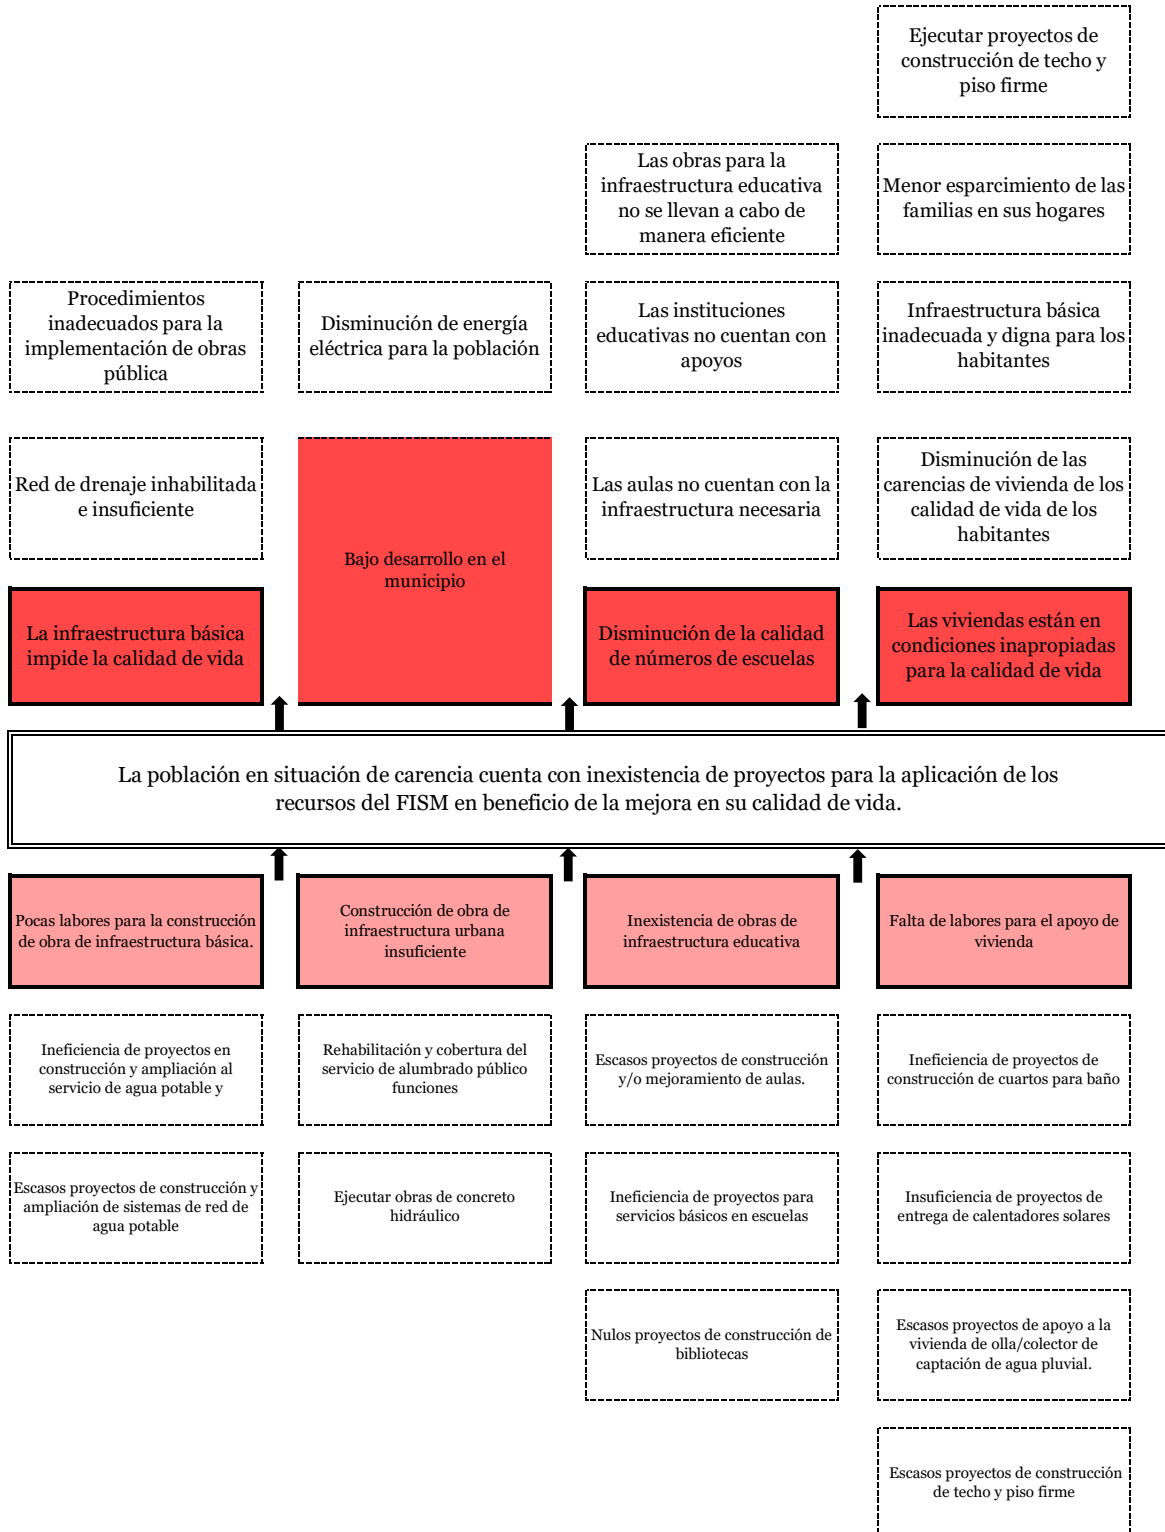 Ejecutar proyectos de
construcción de techo y
piso firme
Las obras para la
infraestructura educativa
no se llevan a cabo de
manera eficiente
Menor esparcimiento de las
familias en sus hogares
Procedimientos
inadecuados para la
implementación de obras
pública
Disminución de energía
eléctrica para la población
Las instituciones
educativas no cuentan con
apoyos
Infraestructura básica
inadecuada y digna para los
habitantes
Red de drenaje inhabilitada
e insuficiente
Bajo desarrollo en el
municipio
Las aulas no cuentan con la
infraestructura necesaria
Disminución de las
carencias de vivienda de los
calidad de vida de los
habitantes
La infraestructura básica
impide la calidad de vida
Disminución de la calidad
de números de escuelas
Las viviendas están en
condiciones inapropiadas
para la calidad de vida
La población en situación de carencia cuenta con inexistencia de proyectos para la aplicación de los
recursos del FISM en beneficio de la mejora en su calidad de vida.
Pocas labores para la construcción
de obra de infraestructura básica.
Construcción de obra de
infraestructura urbana
insuficiente
Inexistencia de obras de
infraestructura educativa
Falta de labores para el apoyo de
vivienda
Ineficiencia de proyectos en
construcción y ampliación al
servicio de agua potable y
Rehabilitación y cobertura del
servicio de alumbrado público
funciones
Escasos proyectos de construcción
y/o mejoramiento de aulas.
Ineficiencia de proyectos de
construcción de cuartos para baño
Escasos proyectos de construcción y
ampliación de sistemas de red de
agua potable
Ejecutar obras de concreto
hidráulico
Ineficiencia de proyectos para
servicios básicos en escuelas
Insuficiencia de proyectos de
entrega de calentadores solares
Nulos proyectos de construcción de
bibliotecas
Escasos proyectos de apoyo a la
vivienda de olla/colector de
captación de agua pluvial.
Escasos proyectos de construcción
de techo y piso firme